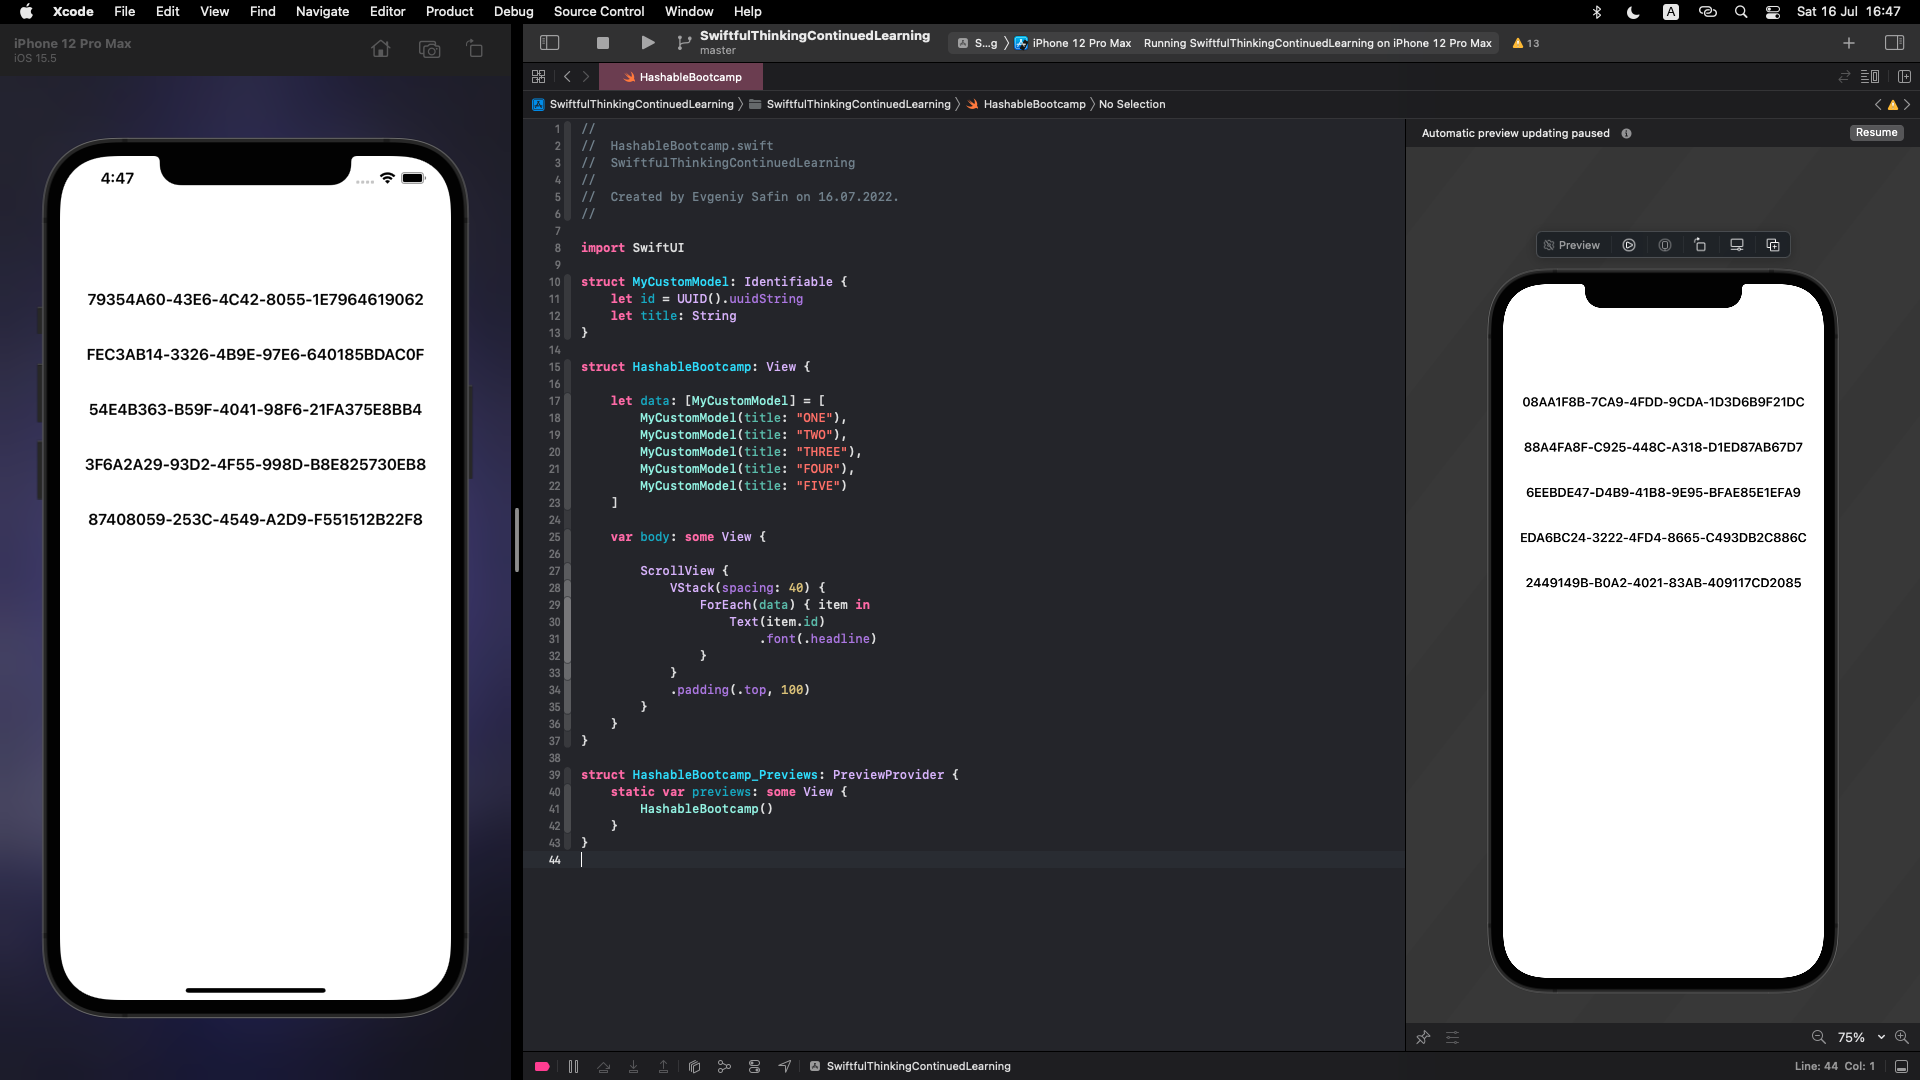 Xcode File Edit View Find Navigate Editor Product Debug Source Control Window Help
A Sat 16 Jul 16:47
iPhone 12 Pro Max
iOS 15.5
4:47
79354A60-43E6-4C42-8055-1E7964619062
FEC3AB14-3326-4B9E-97E6-640185BDAC0F
54E4B363-B59F-4041-98F6-21FA375E8BB4
3F6A2A29-93D2-4F55-998D-B8E825730EB8
87408059-253C-4549-A2D9-F551512B22F8
SwiftfulThinkingContinuedLearning
master
S...g iPhone 12 Pro Max Running SwiftfulThinkingContinuedLearning on iPhone 12 Pro Max 13
HashableBootcamp
SwiftfulThinkingContinuedLearning SwiftfulThinkingContinuedLearning HashableBootcamp No Selection
1 //
2 //  HashableBootcamp.swift
3 //  SwiftfulThinkingContinuedLearning
4 //
5 //  Created by Evgeniy Safin on 16.07.2022.
6 //
7
8 import SwiftUI
9
10 struct MyCustomModel: Identifiable {
11     let id = UUID().uuidString
12     let title: String
13 }
14
15 struct HashableBootcamp: View {
16
17     let data: [MyCustomModel] = [
18         MyCustomModel(title: "ONE"),
19         MyCustomModel(title: "TWO"),
20         MyCustomModel(title: "THREE"),
21         MyCustomModel(title: "FOUR"),
22         MyCustomModel(title: "FIVE")
23     ]
24
25     var body: some View {
26
27         ScrollView {
28             VStack(spacing: 40) {
29                 ForEach(data) { item in
30                     Text(item.id)
31                         .font(.headline)
32                 }
33             }
34             .padding(.top, 100)
35         }
36     }
37 }
38
39 struct HashableBootcamp_Previews: PreviewProvider {
40     static var previews: some View {
41         HashableBootcamp()
42     }
43 }
44
Automatic preview updating paused Resume
Preview
08AA1F8B-7CA9-4FDD-9CDA-1D3D6B9F21DC
88A4FA8F-C925-448C-A318-D1ED87AB67D7
6EEBDE47-D4B9-41B8-9E95-BFAE85E1EFA9
EDA6BC24-3222-4FD4-8665-C493DB2C886C
2449149B-B0A2-4021-83AB-409117CD2085
75%
SwiftfulThinkingContinuedLearning
Line: 44 Col: 1